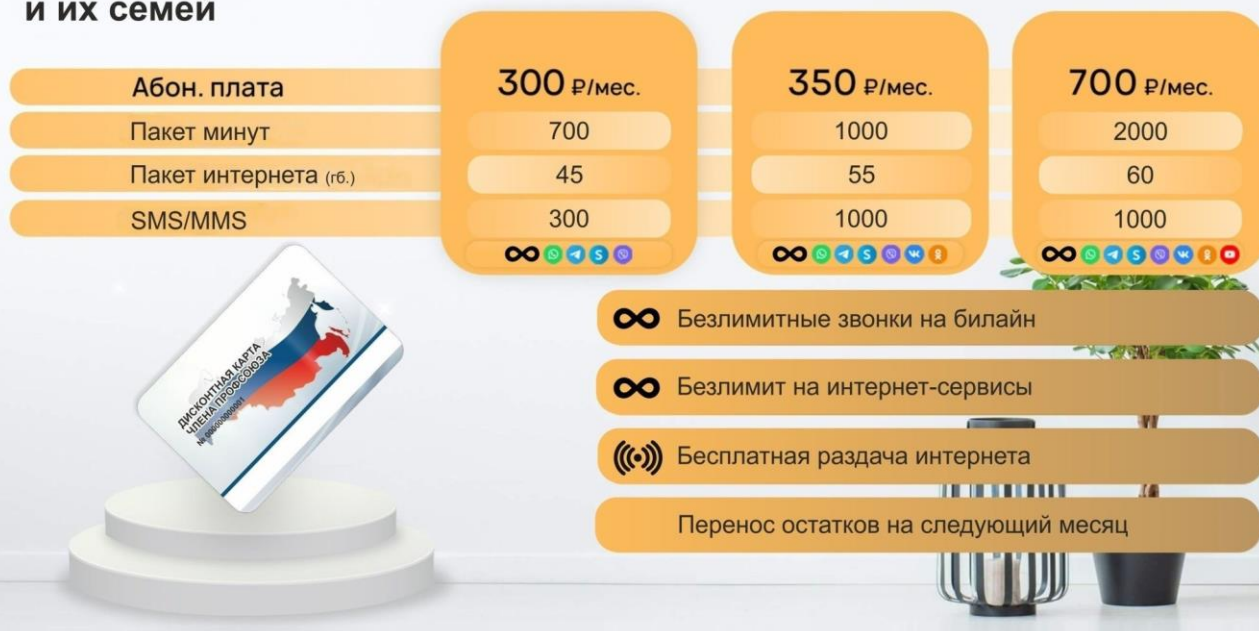 и их семей
Абон. плата 300 ₽/мес. 350 ₽/мес. 700 ₽/мес.
Пакет минут 700 1000 2000
Пакет интернета (гб.) 45 55 60
SMS/MMS 300 1000 1000
Безлимитные звонки на билайн
Безлимит на интернет-сервисы
Бесплатная раздача интернета
Перенос остатков на следующий месяц
ДИСКОНТНАЯ КАРТА
ЧЛЕНА ПРОФСОЮЗА